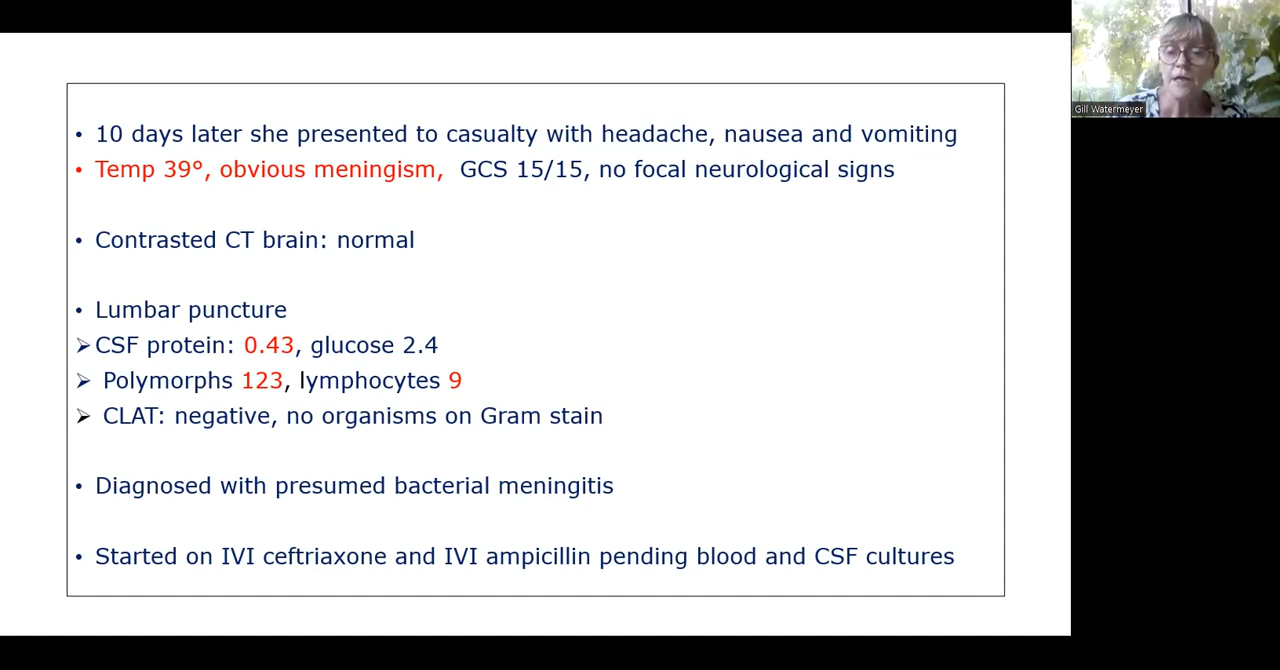 • 10 days later she presented to casualty with headache, nausea and vomiting
• Temp 39°, obvious meningism, GCS 15/15, no focal neurological signs
• Contrasted CT brain: normal
• Lumbar puncture
➢ CSF protein: 0.43, glucose 2.4
➢ Polymorphs 123, lymphocytes 9
➢ CLAT: negative, no organisms on Gram stain
• Diagnosed with presumed bacterial meningitis
• Started on IVI ceftriaxone and IVI ampicillin pending blood and CSF cultures
Gill Watermeyer